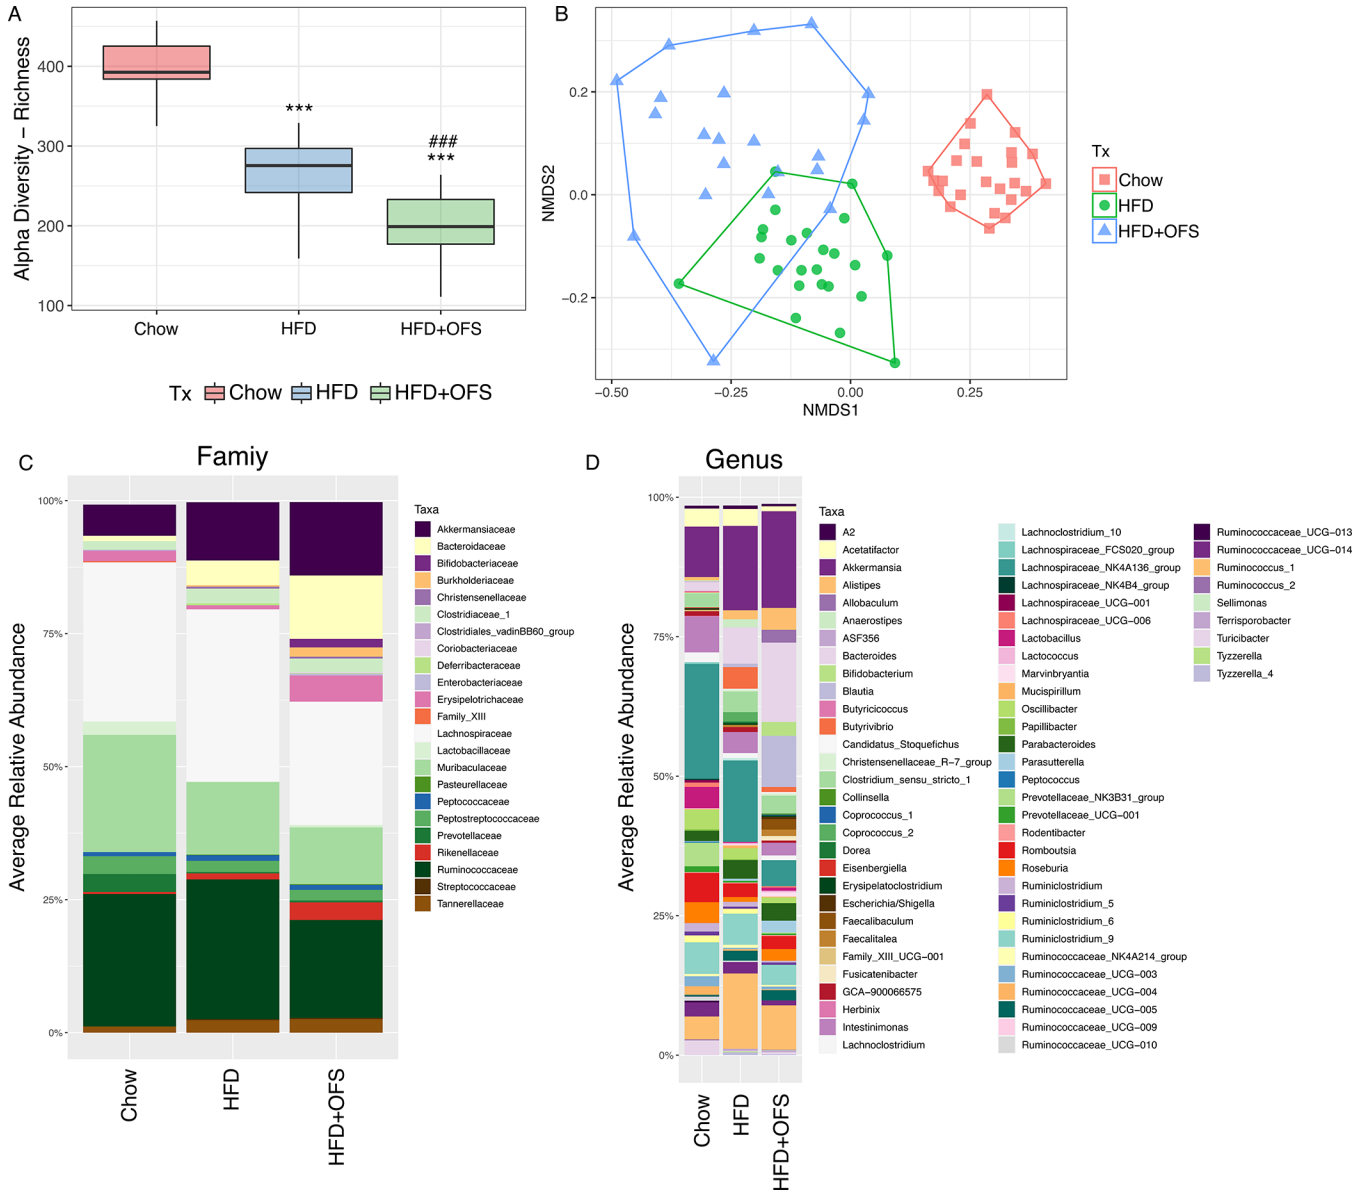 A
Alpha Diversity – Richness
400
300
200
100
***
###
***
Chow
HFD
HFD+OFS
Tx
Chow
HFD
HFD+OFS
B
NMDS2
0.2
0.0
−0.2
−0.50
−0.25
0.00
0.25
NMDS1
Tx
Chow
HFD
HFD+OFS
C
Famiy
Average Relative Abundance
100%
75%
50%
25%
0%
Chow
HFD
HFD+OFS
Taxa
Akkermansiaceae
Bacteroidaceae
Bifidobacteriaceae
Burkholderiaceae
Christensenellaceae
Clostridiaceae_1
Clostridiales_vadinBB60_group
Coriobacteriaceae
Deferribacteraceae
Enterobacteriaceae
Erysipelotrichaceae
Family_XIII
Lachnospiraceae
Lactobacillaceae
Muribaculaceae
Pasteurellaceae
Peptococcaceae
Peptostreptococcaceae
Prevotellaceae
Rikenellaceae
Ruminococcaceae
Streptococcaceae
Tannerellaceae
D
Genus
Average Relative Abundance
100%
75%
50%
25%
0%
Chow
HFD
HFD+OFS
Taxa
A2
Acetatifactor
Akkermansia
Alistipes
Allobaculum
Anaerostipes
ASF356
Bacteroides
Bifidobacterium
Blautia
Butyricicoccus
Butyrivibrio
Candidatus_Stoquefichus
Christensenellaceae_R−7_group
Clostridium_sensu_stricto_1
Collinsella
Coprococcus_1
Coprococcus_2
Dorea
Eisenbergiella
Erysipelatoclostridium
Escherichia/Shigella
Faecalibaculum
Faecalitalea
Family_XIII_UCG−001
Fusicatenibacter
GCA−900066575
Herbinix
Intestinimonas
Lachnoclostridium
Lachnoclostridium_10
Lachnospiraceae_FCS020_group
Lachnospiraceae_NK4A136_group
Lachnospiraceae_NK4B4_group
Lachnospiraceae_UCG−001
Lachnospiraceae_UCG−006
Lactobacillus
Lactococcus
Marvinbryantia
Mucispirillum
Oscillibacter
Papillibacter
Parabacteroides
Parasutterella
Peptococcus
Prevotellaceae_NK3B31_group
Prevotellaceae_UCG−001
Rodentibacter
Romboutsia
Roseburia
Ruminiclostridium
Ruminiclostridium_5
Ruminiclostridium_6
Ruminiclostridium_9
Ruminococcaceae_NK4A214_group
Ruminococcaceae_UCG−003
Ruminococcaceae_UCG−004
Ruminococcaceae_UCG−005
Ruminococcaceae_UCG−009
Ruminococcaceae_UCG−010
Ruminococcaceae_UCG−013
Ruminococcaceae_UCG−014
Ruminococcus_1
Ruminococcus_2
Sellimonas
Terrisporobacter
Turicibacter
Tyzzerella
Tyzzerella_4